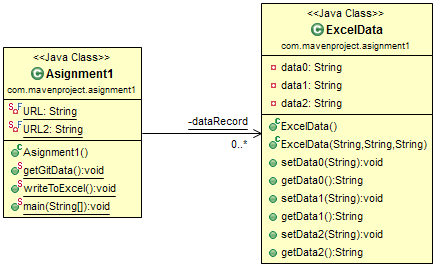 <<Java Class>>
Asignment1
com.mavenproject.asignment1
URL: String
URL2: String
Asignment1()
getGitData():void
writeToExcel():void
main(String[]):void
-dataRecord
0..*
<<Java Class>>
ExcelData
com.mavenproject.asignment1
data0: String
data1: String
data2: String
ExcelData()
ExcelData(String,String,String)
setData0(String):void
getData0():String
setData1(String):void
getData1():String
setData2(String):void
getData2():String